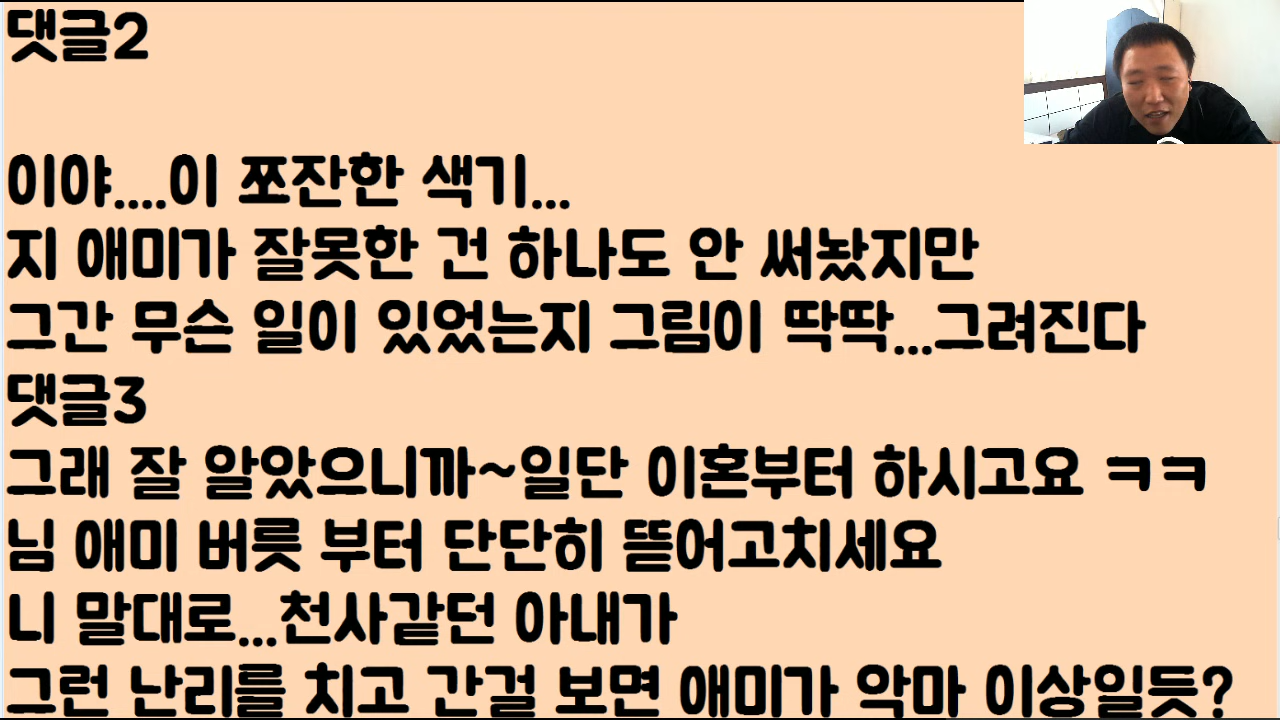 댓글2
이야....이 쪼잔한 색기...
지 애미가 잘못한 건 하나도 안 써놨지만
그간 무슨 일이 있었는지 그림이 딱딱...그려진다
댓글3
그래 잘 알았으니까~일단 이혼부터 하시고요 ㅋㅋ
님 애미 버릇 부터 단단히 뜯어고치세요
니 말대로...천사같던 아내가
그런 난리를 치고 간걸 보면 애미가 악마 이상일듯?